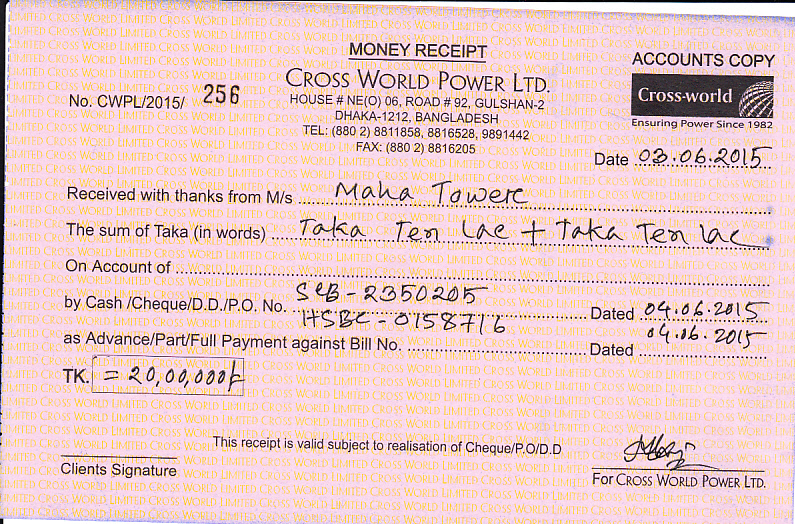 MONEY RECEIPT
ACCOUNTS COPY
CROSS WORLD POWER LTD.
Cross-world
Ensuring Power Since 1982
No. CWPL/2015/ 256
HOUSE # NE(O) 06, ROAD # 92, GULSHAN-2
DHAKA-1212, BANGLADESH
TEL: (880 2) 8811858, 8816528, 9891442
FAX: (880 2) 8816205
Date 03.06.2015
Received with thanks from M/s Maha Towere
The sum of Taka (in words) Taka Ten lac + Taka Ten lac
On Account of
by Cash /Cheque/D.D./P.O. No. SCB - 2350205 Dated 04.06.2015
HSBC - 0158716 04.06.2015
as Advance/Part/Full Payment against Bill No. Dated
TK. = 20,00,000/-
This receipt is valid subject to realisation of Cheque/P.O/D.D
Clients Signature
For CROSS WORLD POWER LTD.